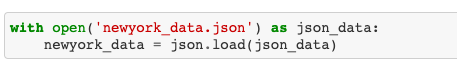 with open('newyork_data.json') as json_data:
    newyork_data = json.load(json_data)